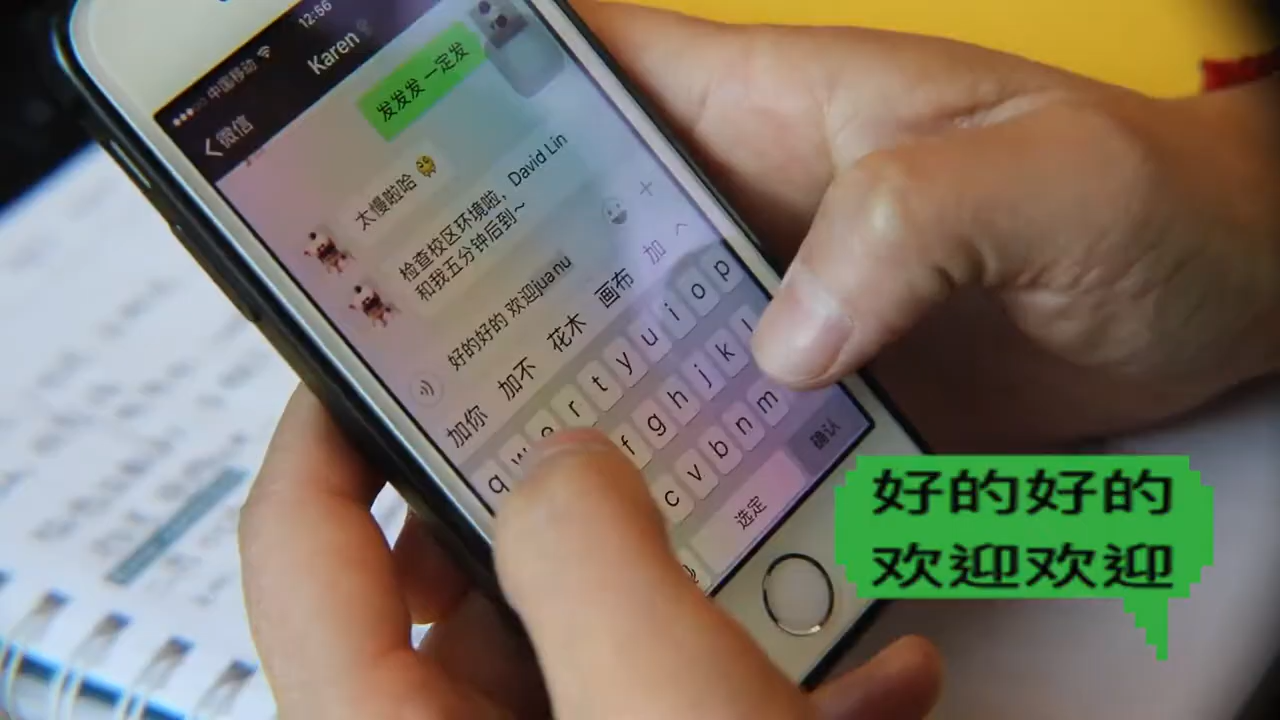 12:56
中国移动
Karen
微信
发发发 一定发
太慢啦哈
检查校区环境啦，David Lin
和我五分钟后到~
好的好的 欢迎jua nu
加你 加不 花木 画布 加
q w e r t y u i o p
f g h j k l
c v b n m
选定 确认
好的好的
欢迎欢迎